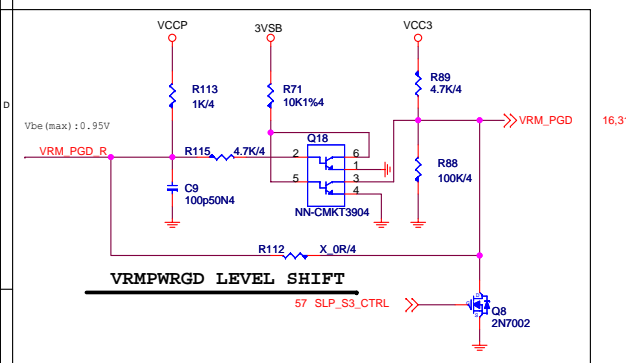 VCCP
3VSB
VCC3
D
R113
1K/4
R71
10K1%4
R89
4.7K/4
Vbe(max):0.95V
Q18
VRM_PGD
VRM_PGD_R
R115
4.7K/4
2
6
1
5
3
4
R88
100K/4
C9
100p50N4
NN-CMKT3904
R112
X_0R/4
VRMPWRGD LEVEL SHIFT
57 SLP_S3_CTRL
Q8
2N7002